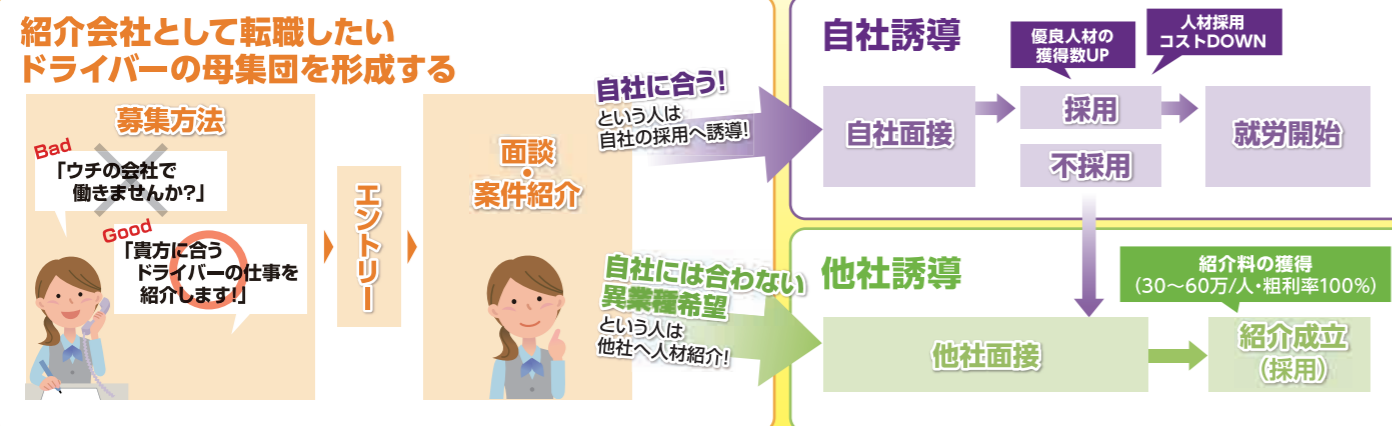 紹介会社として転職したい
ドライバーの母集団を形成する
募集方法
Bad
「ウチの会社で
働きませんか?」
Good
「貴方に合う
ドライバーの仕事を
紹介します!」
エントリー
面談
・
案件紹介
自社に合う!
という人は
自社の採用へ誘導!
自社には合わない
異業種希望
という人は
他社へ人材紹介!
自社誘導
優良人材の
獲得数UP
人材採用
コストDOWN
自社面接
採用
不採用
就労開始
他社誘導
紹介料の獲得
(30〜60万/人・粗利率100%)
他社面接
紹介成立
(採用)